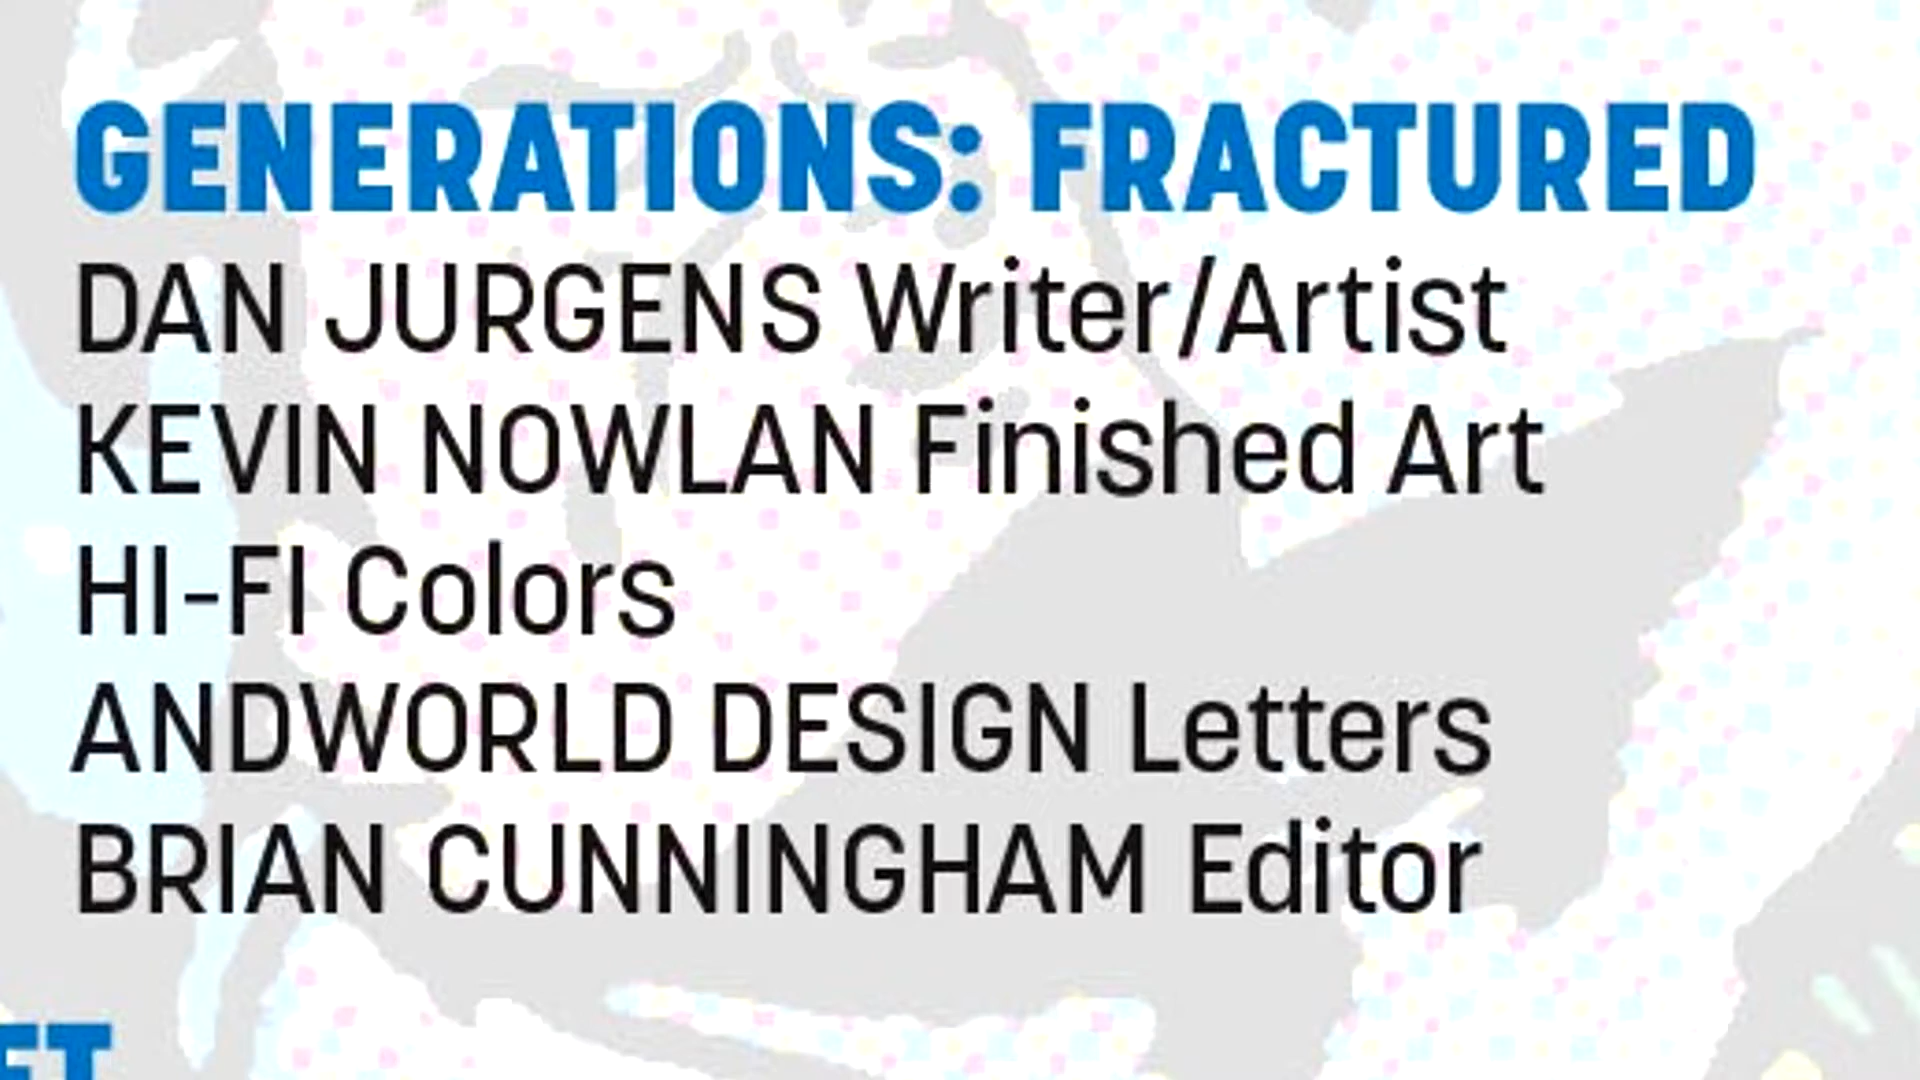 GENERATIONS: FRACTURED
DAN JURGENS Writer/Artist
KEVIN NOWLAN Finished Art
HI-FI Colors
ANDWORLD DESIGN Letters
BRIAN CUNNINGHAM Editor